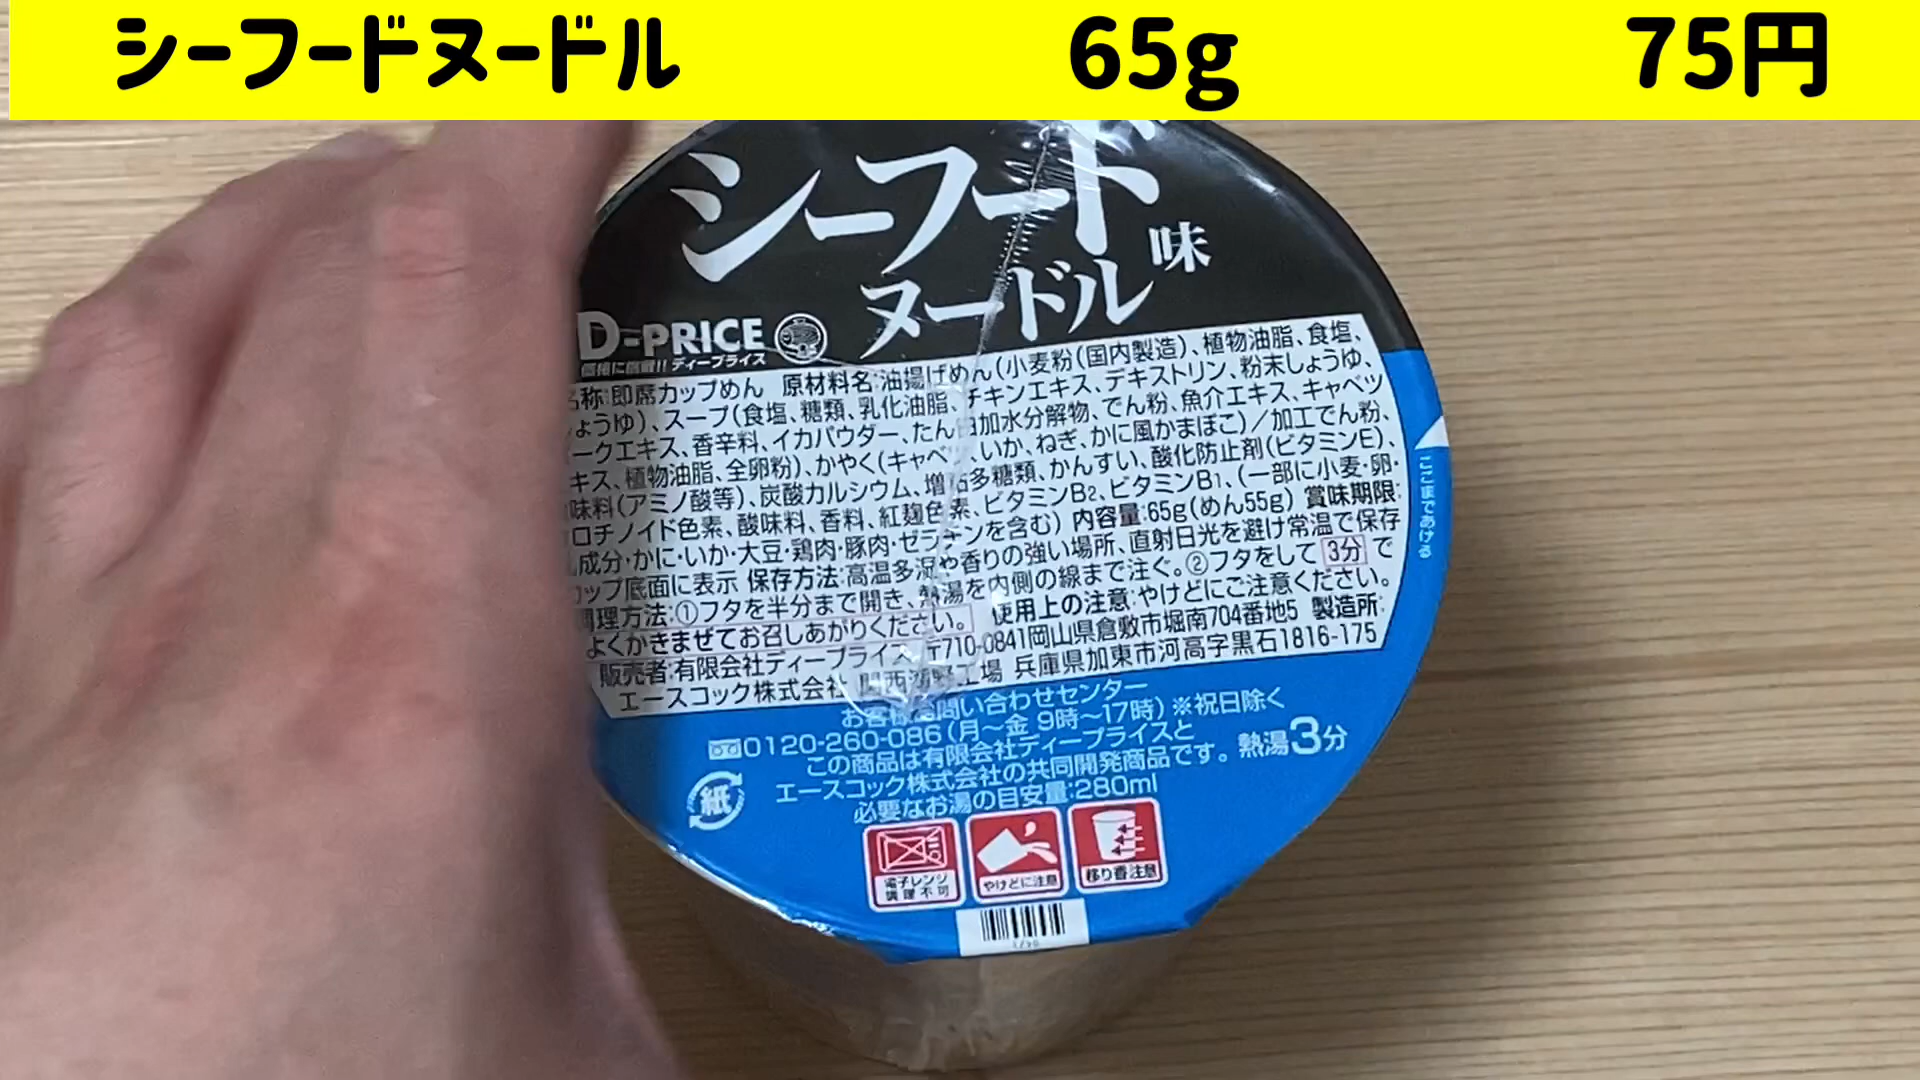 シーフードヌードル 65g 75円
シーフード味
ヌードル
D-PRICE
ディープライス
名称:即席カップめん 原材料名:油揚げめん(小麦粉(国内製造)、植物油脂、食塩、
しょうゆ)、スープ(食塩、糖類、乳化油脂、チキンエキス、デキストリン、粉末しょうゆ、
ークエキス、香辛料、イカパウダー、たん白加水分解物、でん粉、魚介エキス、キャベツ
キス、植物油脂、全卵粉)、かやく(キャベツ、いか、ねぎ、かに風かまぼこ)/加工でん粉、
味料(アミノ酸等)、炭酸カルシウム、増粘多糖類、かんすい、酸化防止剤(ビタミンE)、
ロチノイド色素、酸味料、香料、紅麹色素、ビタミンB2、ビタミンB1、(一部に小麦・卵・
乳成分・かに・いか・大豆・鶏肉・豚肉・ゼラチンを含む) 内容量:65g(めん55g) 賞味期限:
カップ底面に表示 保存方法:高温多湿や香りの強い場所、直射日光を避け常温で保存
調理方法:①フタを半分まで開き、熱湯を内側の線まで注ぐ。②フタをして3分で
よくかきまぜてお召しあがりください。 使用上の注意:やけどにご注意ください。
販売者:有限会社ディープライス 〒710-0841岡山県倉敷市堀南704番地5 製造所:
エースコック株式会社 関西滝野工場 兵庫県加東市河高字黒石1816-175
お客様お問い合わせセンター
0120-260-086(月〜金 9時〜17時)※祝日除く
この商品は有限会社ディープライスと
エースコック株式会社の共同開発商品です。
熱湯3分
必要なお湯の目安量:280ml
紙
電子レンジ調理不可
やけどに注意
移り香注意
ここまであける